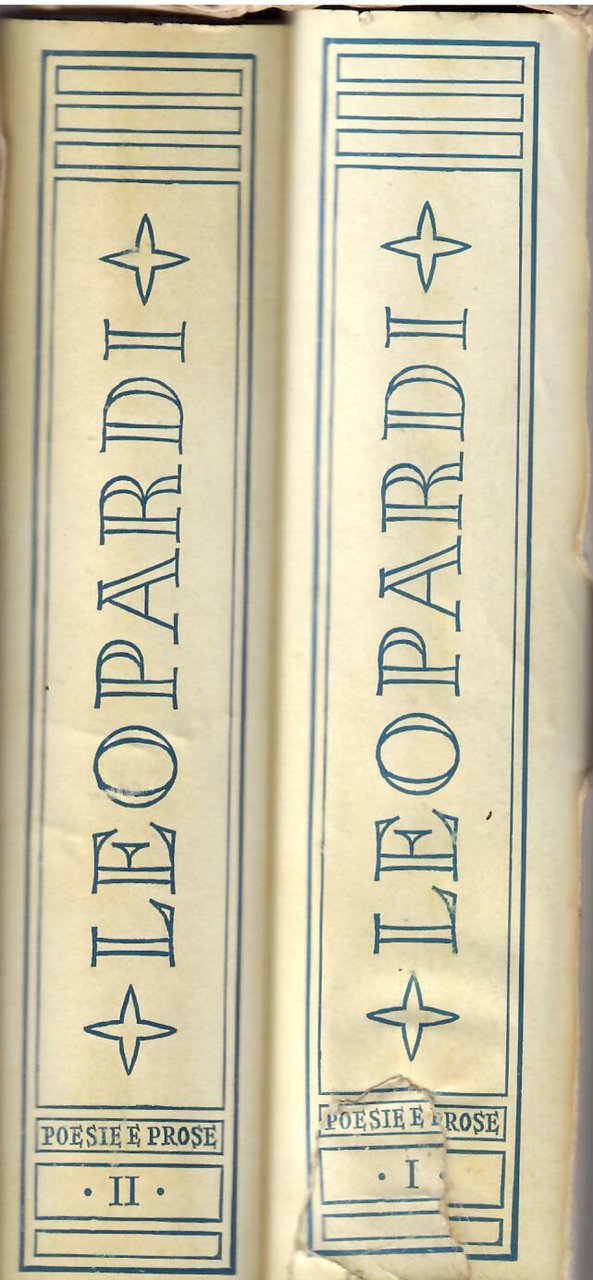 LEOPARDI
POESIE E PROSE
· II ·
LEOPARDI
POESIE E PROSE
· I ·